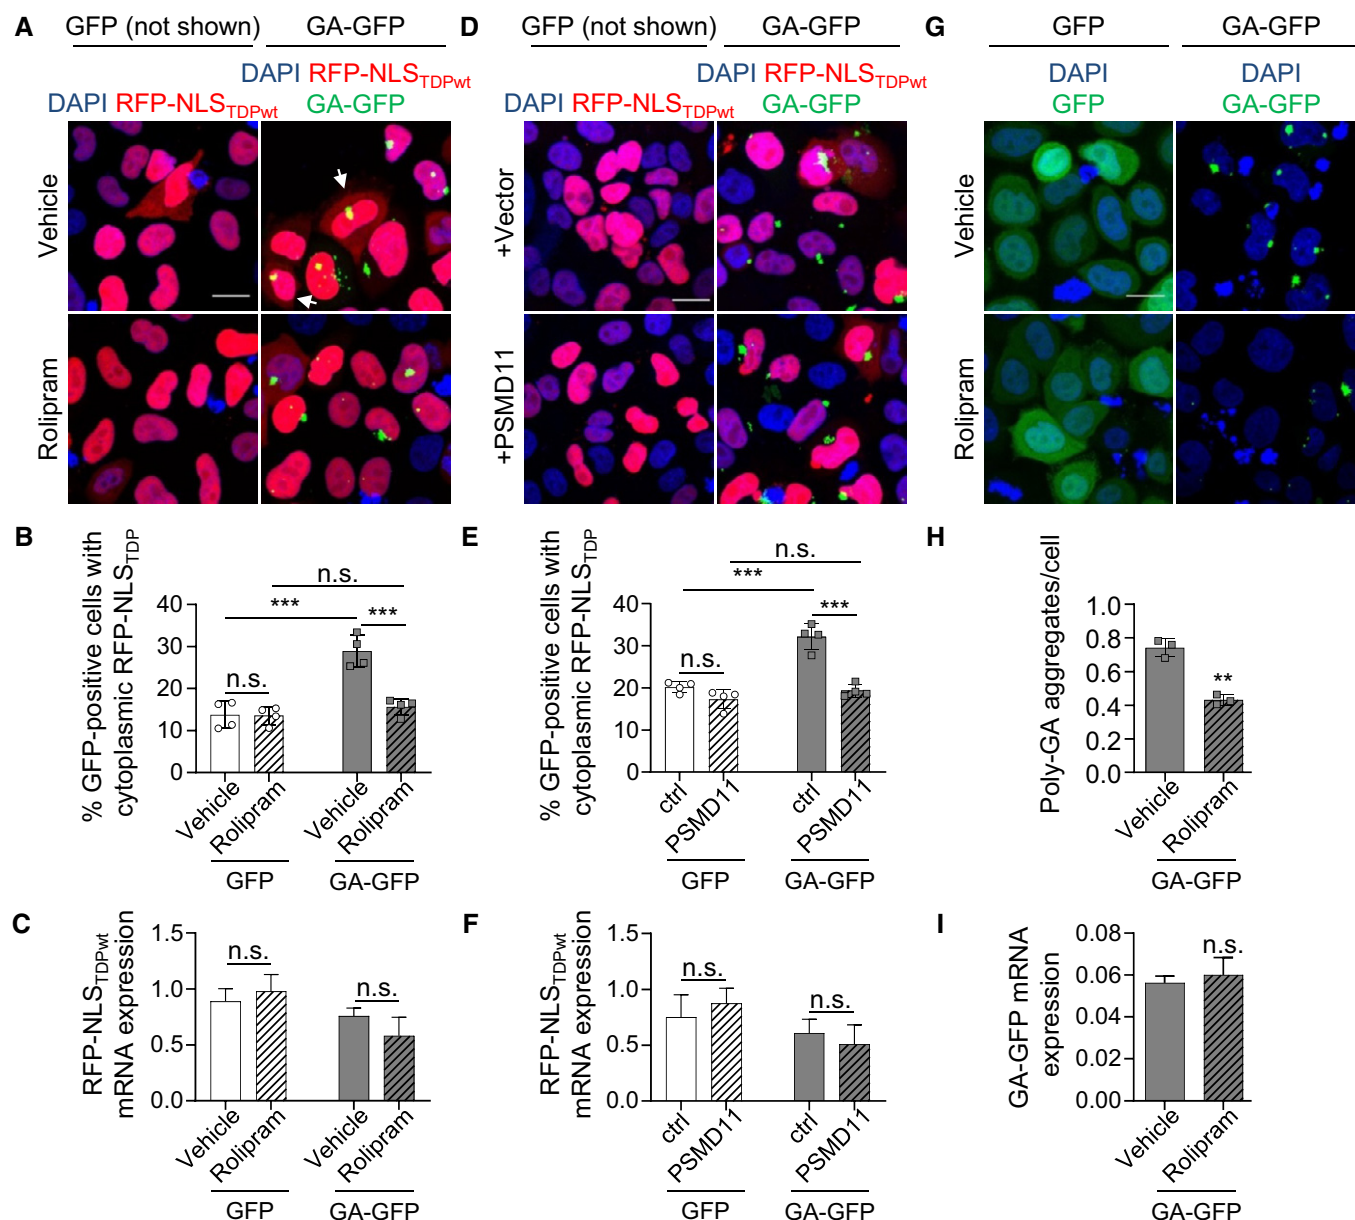 A GFP (not shown) GA-GFP
DAPI RFP-NLSTDPwt
DAPI RFP-NLSTDPwt GA-GFP
Vehicle
Rolipram
D GFP (not shown) GA-GFP
DAPI RFP-NLSTDPwt
DAPI RFP-NLSTDPwt GA-GFP
+Vector
+PSMD11
G GFP GA-GFP
DAPI DAPI
GFP GA-GFP
Vehicle
Rolipram
B
% GFP-positive cells with
cytoplasmic RFP-NLSTDP
n.s.
*** ***
n.s.
40
30
20
10
0
Vehicle Rolipram Vehicle Rolipram
GFP GA-GFP
E
% GFP-positive cells with
cytoplasmic RFP-NLSTDP
n.s.
***
***
n.s.
40
30
20
10
0
ctrl PSMD11 ctrl PSMD11
GFP GA-GFP
H
Poly-GA aggregates/cell
1.0
0.8
0.6
0.4
0.2
0.0
**
Vehicle Rolipram
GA-GFP
C
RFP-NLSTDPwt
mRNA expression
1.5
1.0
0.5
0.0
n.s.
n.s.
Vehicle Rolipram Vehicle Rolipram
GFP GA-GFP
F
RFP-NLSTDPwt
mRNA expression
1.5
1.0
0.5
0.0
n.s.
n.s.
ctrl PSMD11 ctrl PSMD11
GFP GA-GFP
I
GA-GFP mRNA
expression
0.08
0.06
0.04
0.02
0.00
n.s.
Vehicle Rolipram
GA-GFP